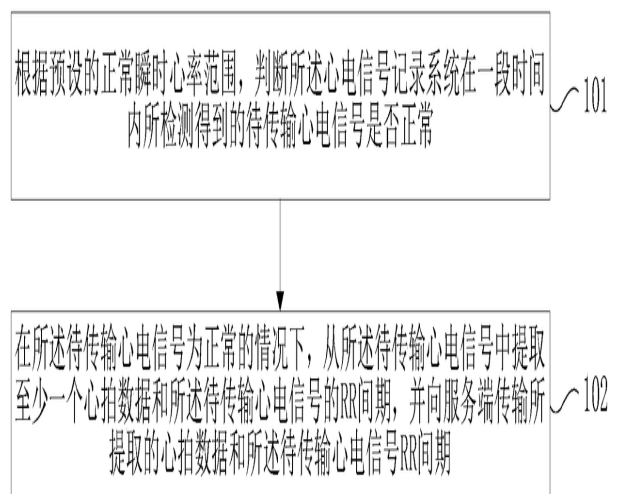 根据预设的正常瞬时心率范围，判断所述心电信号记录系统在一段时间
内所检测得到的待传输心电信号是否正常
101
在所述待传输心电信号为正常的情况下，从所述待传输心电信号中提取
至少一个心拍数据和所述待传输心电信号的RR间期，并向服务端传输所
提取的心拍数据和所述待传输心电信号RR间期
102